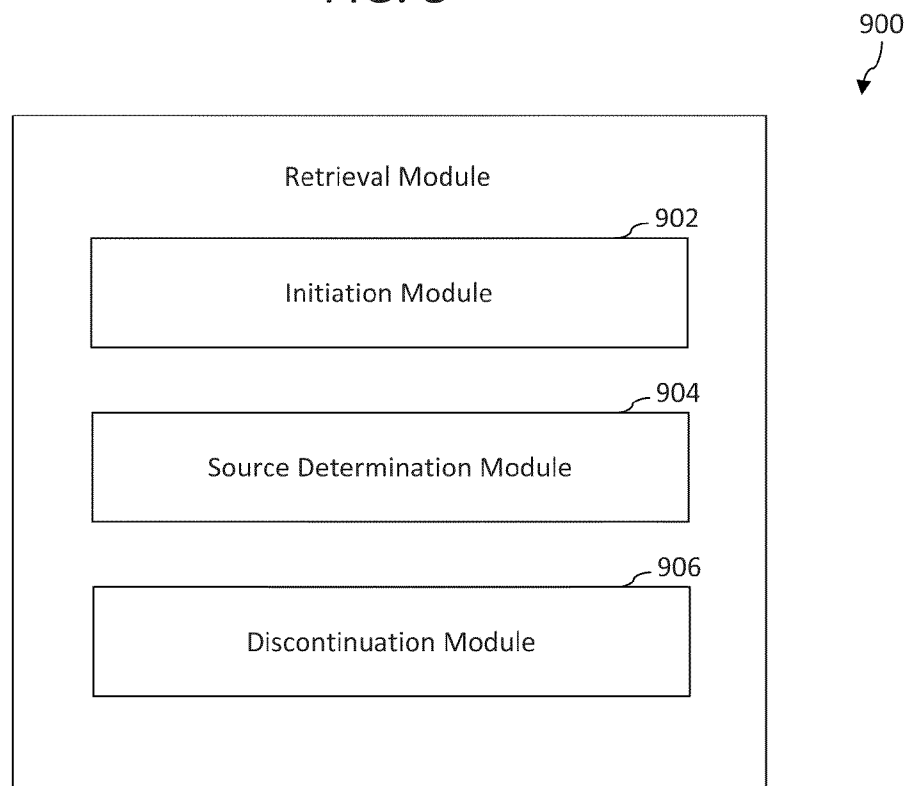 900
Retrieval Module
902
Initiation Module
904
Source Determination Module
906
Discontinuation Module